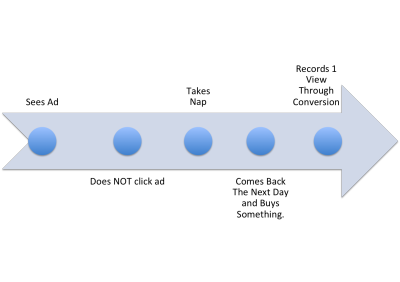 Sees Ad
Does NOT click ad
Takes
Nap
Comes Back
The Next Day
and Buys
Something.
Records 1
View
Through
Conversion